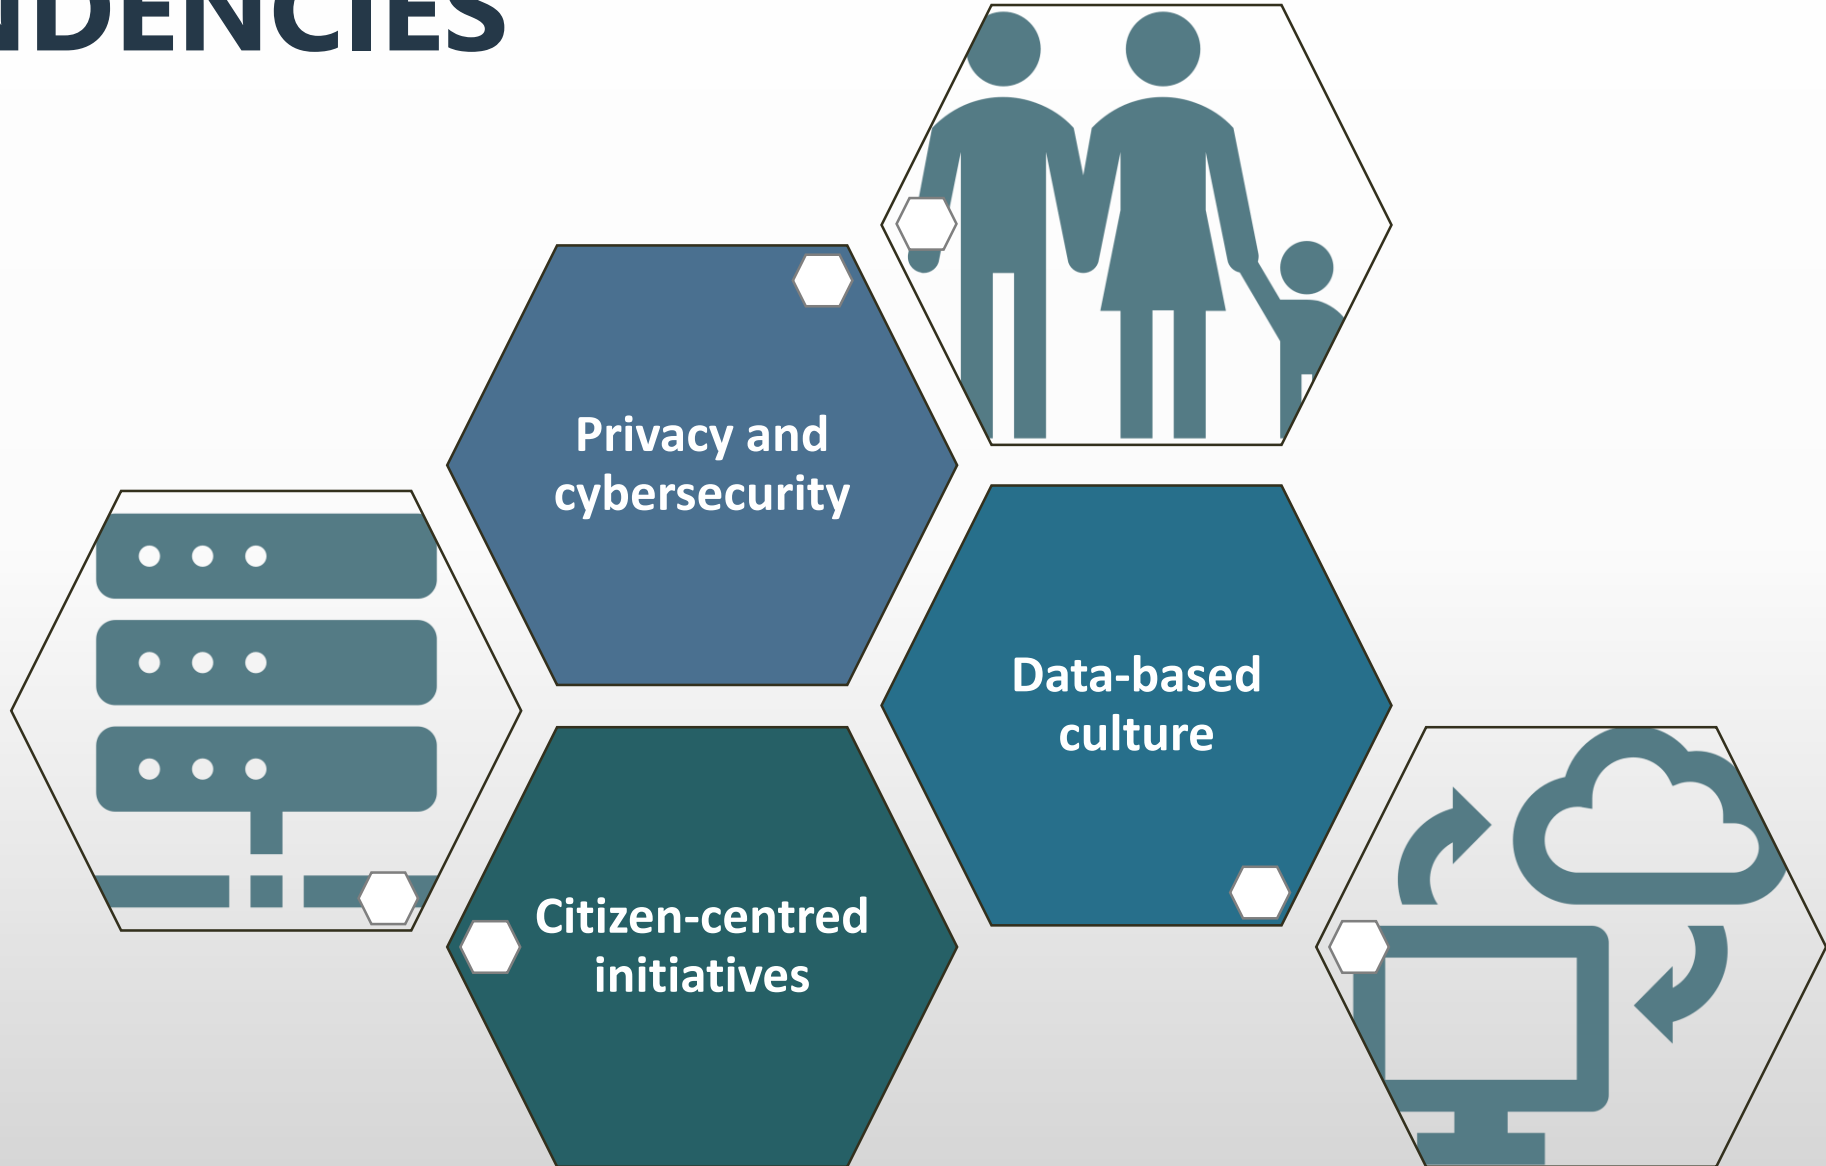 NDENCIES
Privacy and
cybersecurity
Data-based
culture
Citizen-centred
initiatives